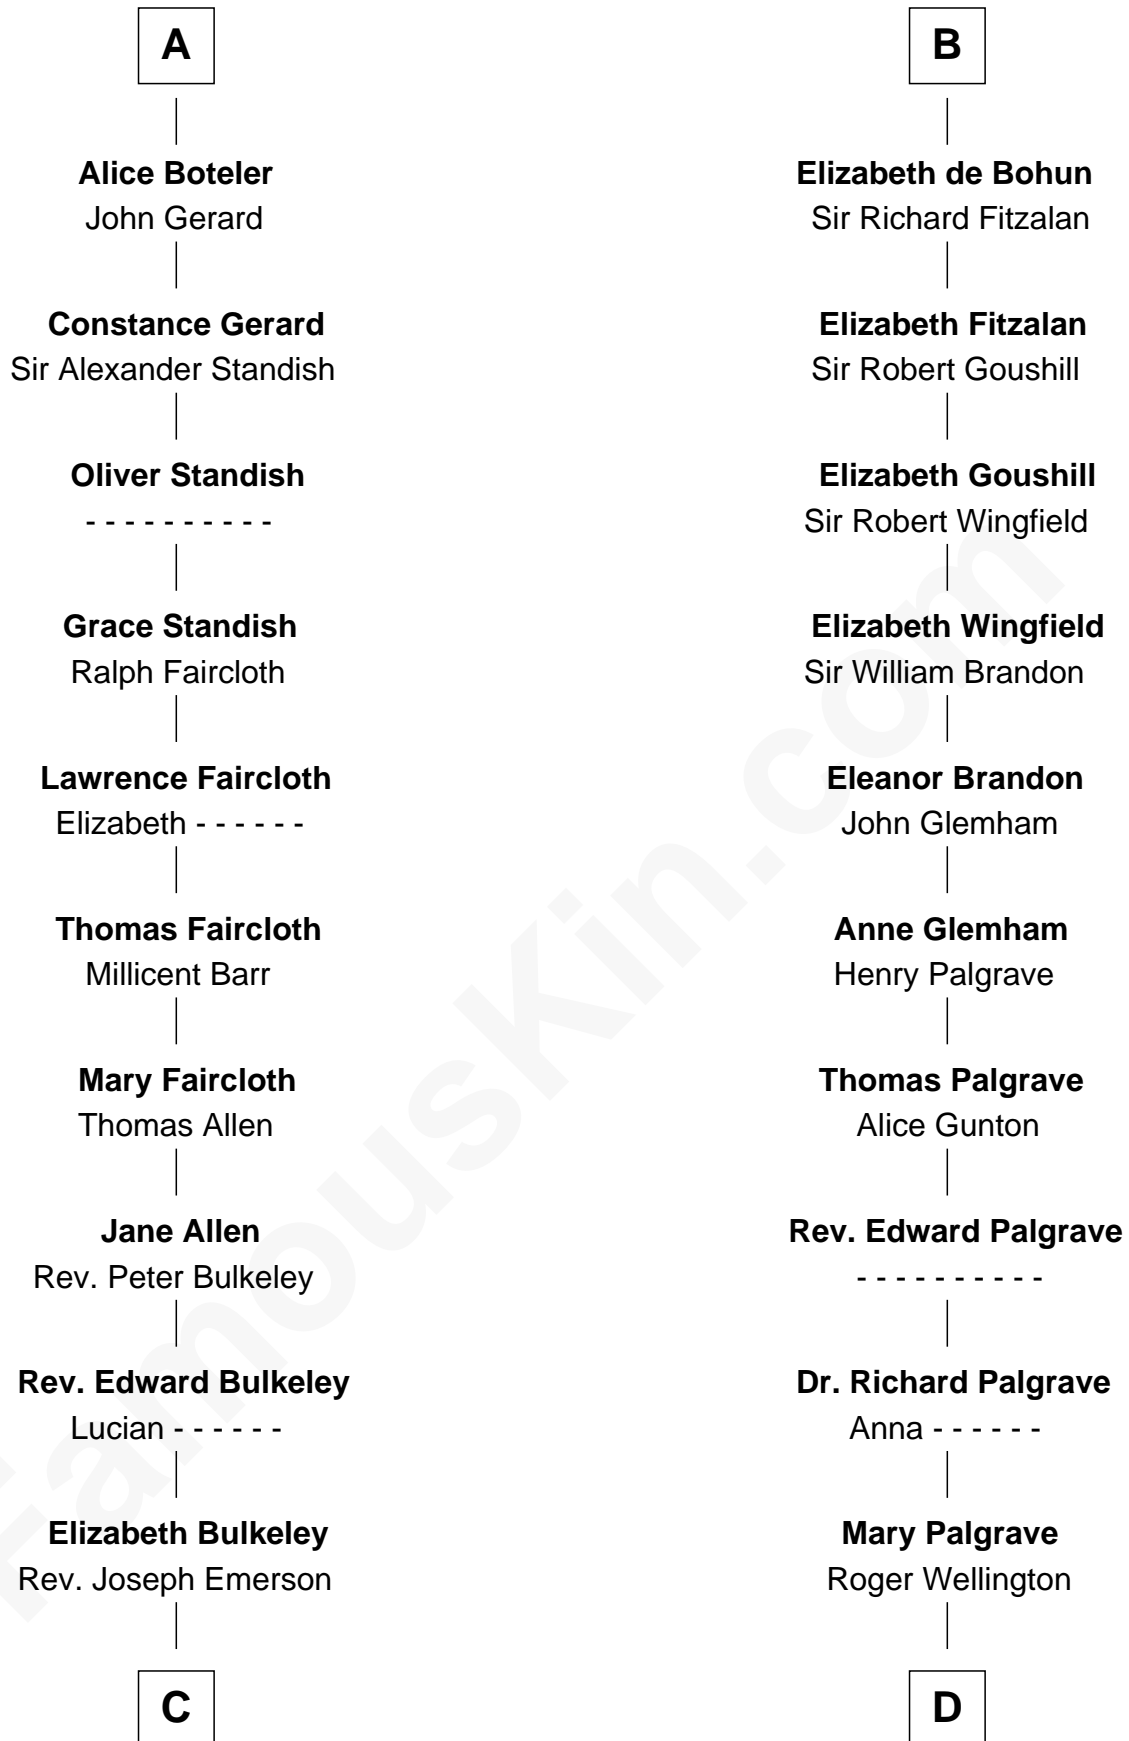 A
Alice Boteler
John Gerard
Constance Gerard
Sir Alexander Standish
Oliver Standish
- - - - - - - - - -
Grace Standish
Ralph Faircloth
Lawrence Faircloth
Elizabeth - - - - - -
Thomas Faircloth
Millicent Barr
Mary Faircloth
Thomas Allen
Jane Allen
Rev. Peter Bulkeley
Rev. Edward Bulkeley
Lucian - - - - - -
Elizabeth Bulkeley
Rev. Joseph Emerson
C
B
Elizabeth de Bohun
Sir Richard Fitzalan
Elizabeth Fitzalan
Sir Robert Goushill
Elizabeth Goushill
Sir Robert Wingfield
Elizabeth Wingfield
Sir William Brandon
Eleanor Brandon
John Glemham
Anne Glemham
Henry Palgrave
Thomas Palgrave
Alice Gunton
Rev. Edward Palgrave
- - - - - - - - - -
Dr. Richard Palgrave
Anna - - - - - -
Mary Palgrave
Roger Wellington
D
FamousKin.com